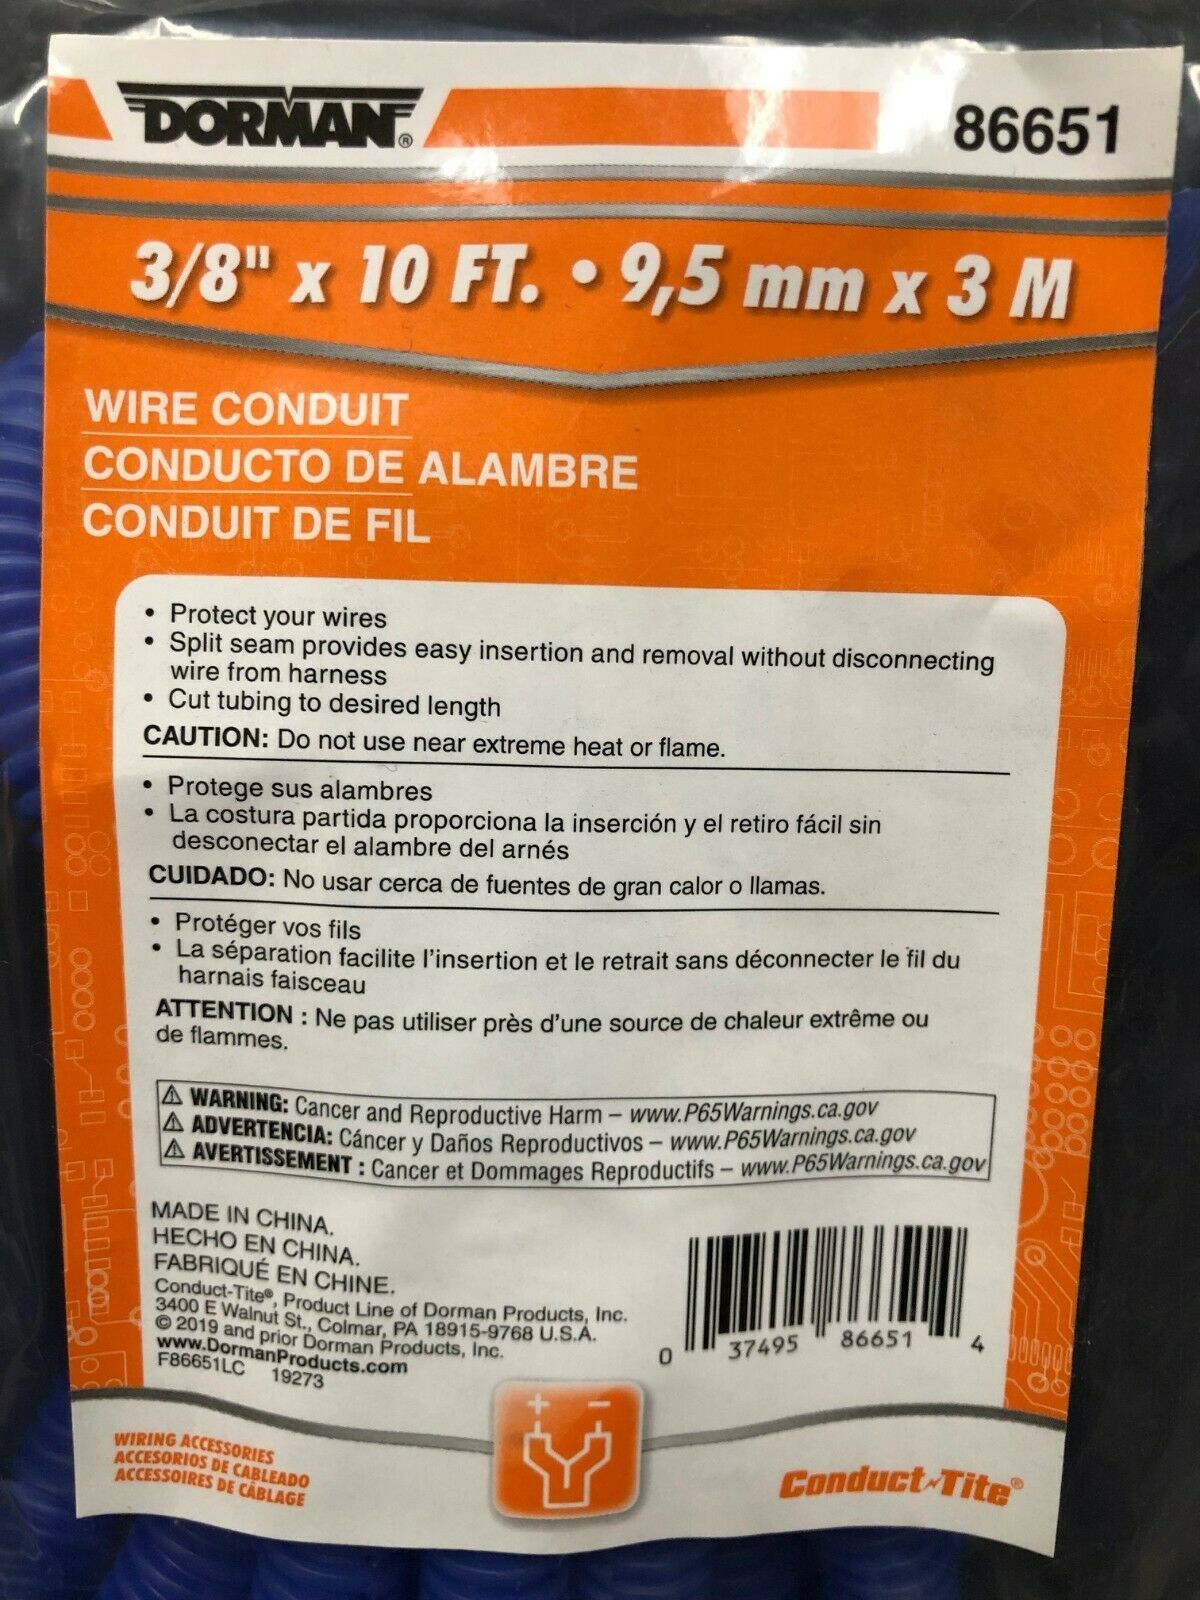 DORMAN®
86651
3/8" x 10 FT. • 9,5 mm x 3 M
WIRE CONDUIT
CONDUCTO DE ALAMBRE
CONDUIT DE FIL
• Protect your wires
• Split seam provides easy insertion and removal without disconnecting
wire from harness
• Cut tubing to desired length
CAUTION: Do not use near extreme heat or flame.
• Protege sus alambres
• La costura partida proporciona la inserción y el retiro fácil sin
desconectar el alambre del arnés
CUIDADO: No usar cerca de fuentes de gran calor o llamas.
• Protéger vos fils
• La séparation facilite l'insertion et le retrait sans déconnecter le fil du
harnais faisceau
ATTENTION : Ne pas utiliser près d'une source de chaleur extrême ou
de flammes.
⚠ WARNING: Cancer and Reproductive Harm – www.P65Warnings.ca.gov
⚠ ADVERTENCIA: Cáncer y Daños Reproductivos – www.P65Warnings.ca.gov
⚠ AVERTISSEMENT : Cancer et Dommages Reproductifs – www.P65Warnings.ca.gov
MADE IN CHINA.
HECHO EN CHINA.
FABRIQUÉ EN CHINE.
Conduct-Tite®, Product Line of Dorman Products, Inc.
3400 E Walnut St., Colmar, PA 18915-9768 U.S.A.
© 2019 and prior Dorman Products, Inc.
www.DormanProducts.com
F86651LC 19273
0 37495 86651 4
+ −
WIRING ACCESSORIES
ACCESORIOS DE CABLEADO
ACCESSOIRES DE CÂBLAGE
Conduct-Tite®